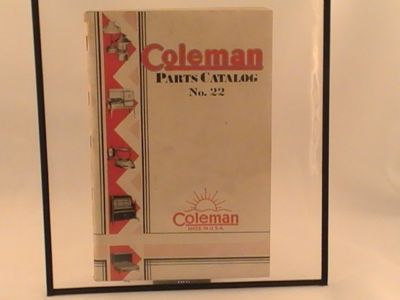 Coleman
PARTS CATALOG
No. 22
Coleman
MADE IN U.S.A.